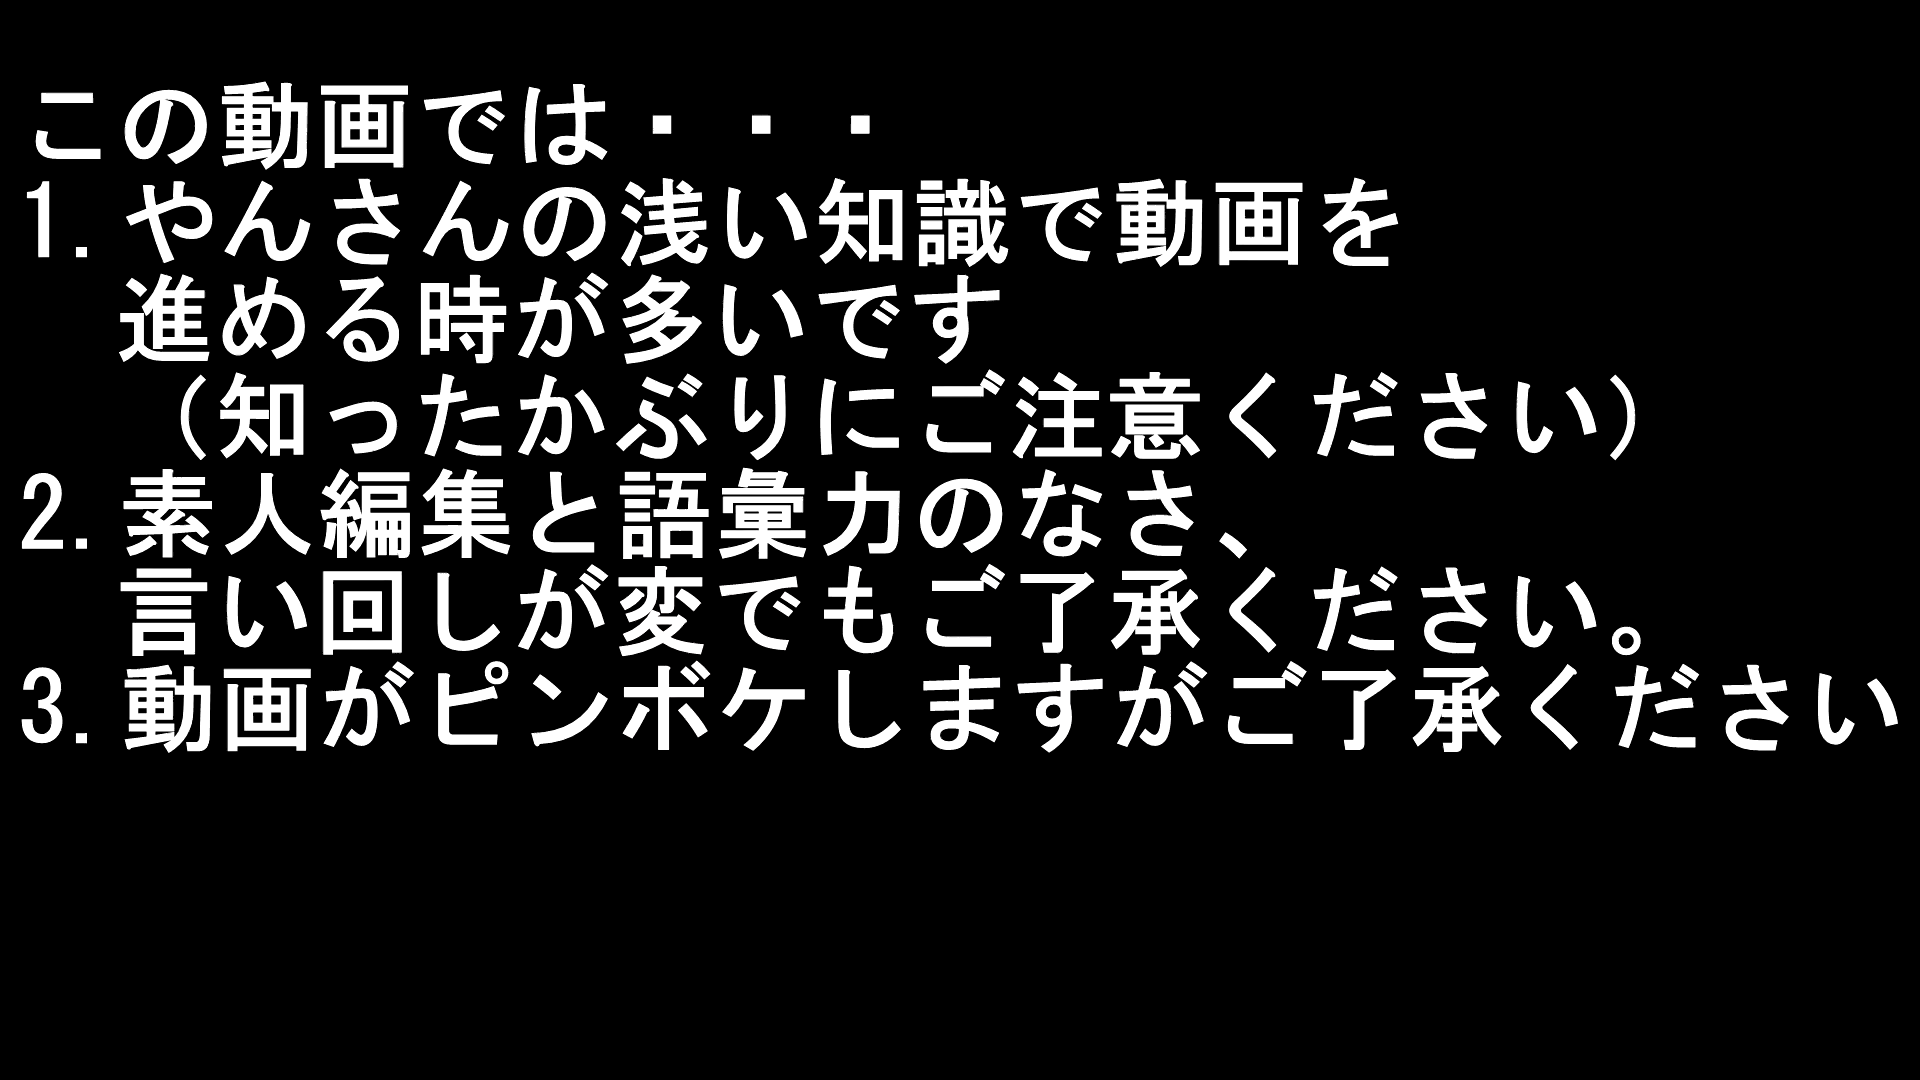 この動画では・・・
1.やんさんの浅い知識で動画を
進める時が多いです
（知ったかぶりにご注意ください）
2.素人編集と語彙力のなさ、
言い回しが変でもご了承ください。
3.動画がピンボケしますがご了承ください